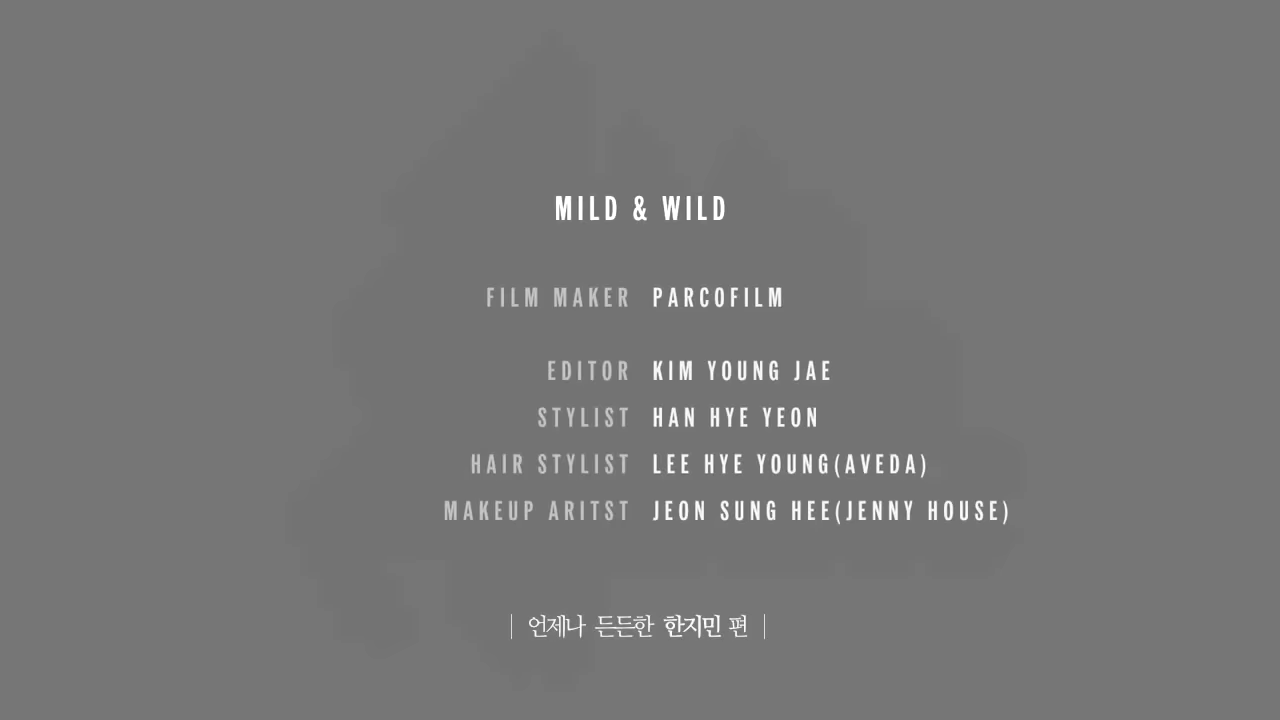 MILD & WILD
FILM MAKER PARCOFILM
EDITOR KIM YOUNG JAE
STYLIST HAN HYE YEON
HAIR STYLIST LEE HYE YOUNG(AVEDA)
MAKEUP ARITST JEON SUNG HEE(JENNY HOUSE)
| 언제나 든든한 한지민 편 |